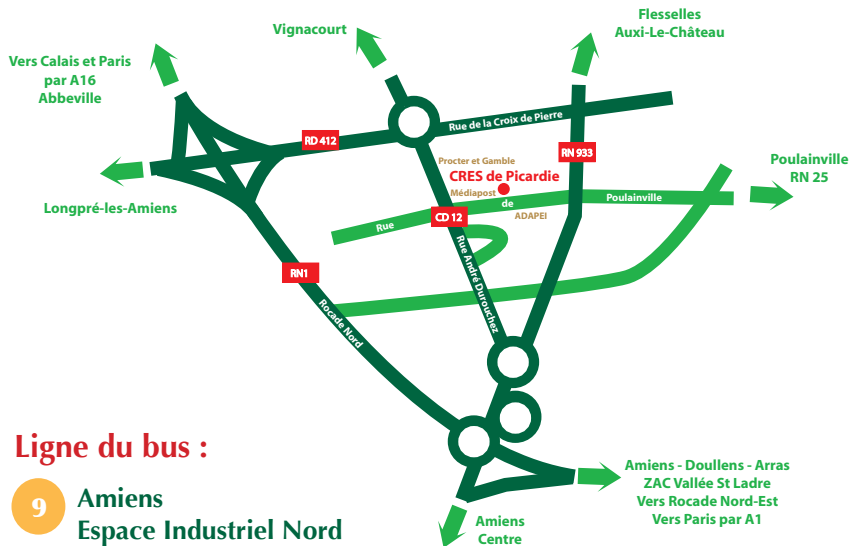 Flesselles
Auxi-Le-Château
Vignacourt
Vers Calais et Paris
par A16
Abbeville
Rue de la Croix de Pierre
RD 412
RN 933
Procter et Gamble
CRES de Picardie
Médiapost
Poulainville
RN 25
Longpré-les-Amiens
Rue
de
Poulainville
CD 12
ADAPEI
Rue André Durouchez
RN1
Rocade Nord
Ligne du bus :
9
Amiens
Espace Industriel Nord
Amiens - Doullens - Arras
ZAC Vallée St Ladre
Vers Rocade Nord-Est
Vers Paris par A1
Amiens
Centre